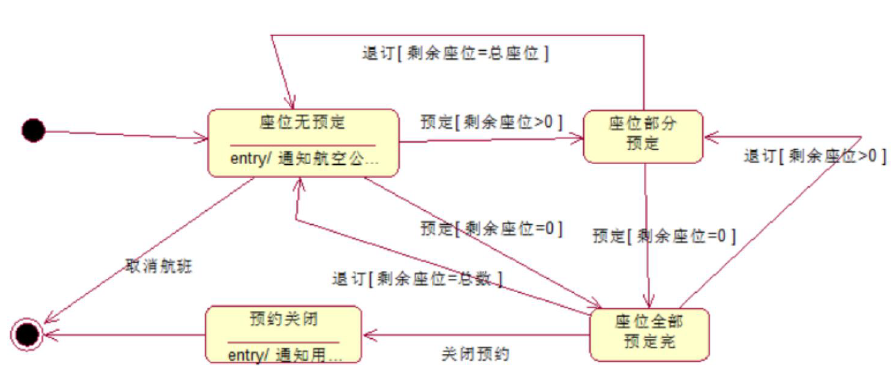 退订[ 剩余座位=总座位 ]
座位无预定
entry/ 通知航空公...
预定[ 剩余座位>0 ]
座位部分
预定
退订[ 剩余座位>0 ]
预定[ 剩余座位=0 ]
预定[ 剩余座位=0 ]
取消航班
退订[ 剩余座位=总数 ]
预约关闭
entry/ 通知用...
关闭预约
座位全部
预定完